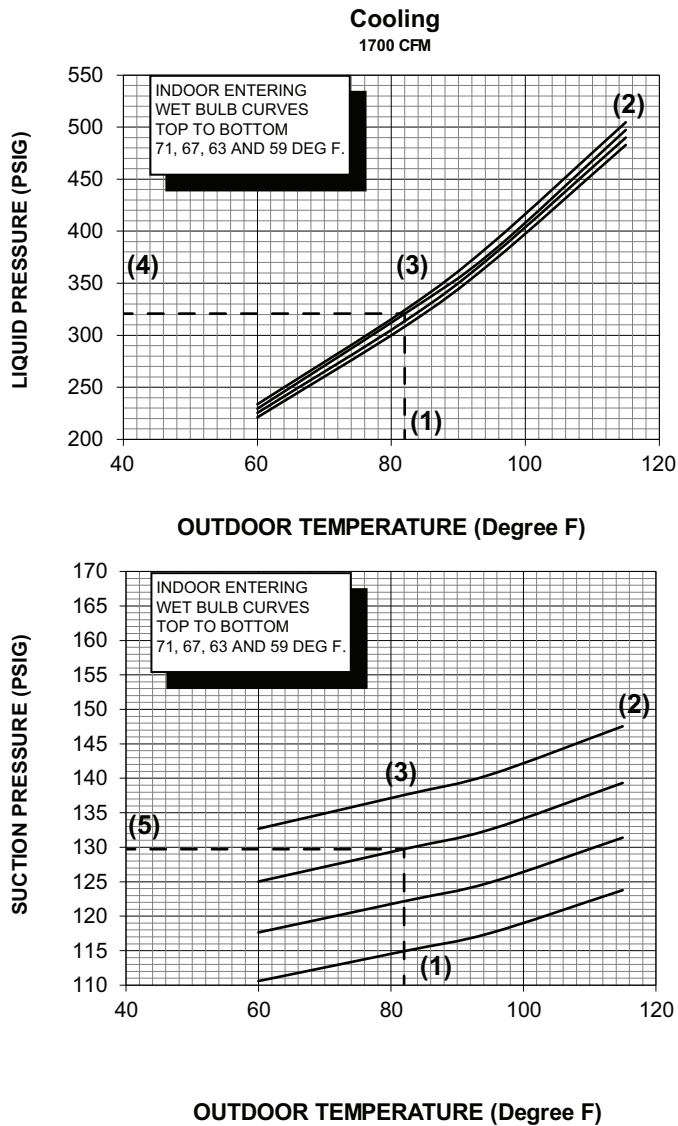 Cooling
1700 CFM
550
500
450
400
350
300
250
200
LIQUID PRESSURE (PSIG)
INDOOR ENTERING
WET BULB CURVES
TOP TO BOTTOM
71, 67, 63 AND 59 DEG F.
(2)
(4)
(3)
(1)
40
60
80
100
120
OUTDOOR TEMPERATURE (Degree F)
170
165
160
155
150
145
140
135
130
125
120
115
110
SUCTION PRESSURE (PSIG)
INDOOR ENTERING
WET BULB CURVES
TOP TO BOTTOM
71, 67, 63 AND 59 DEG F.
(2)
(3)
(5)
(1)
40
60
80
100
120
OUTDOOR TEMPERATURE (Degree F)